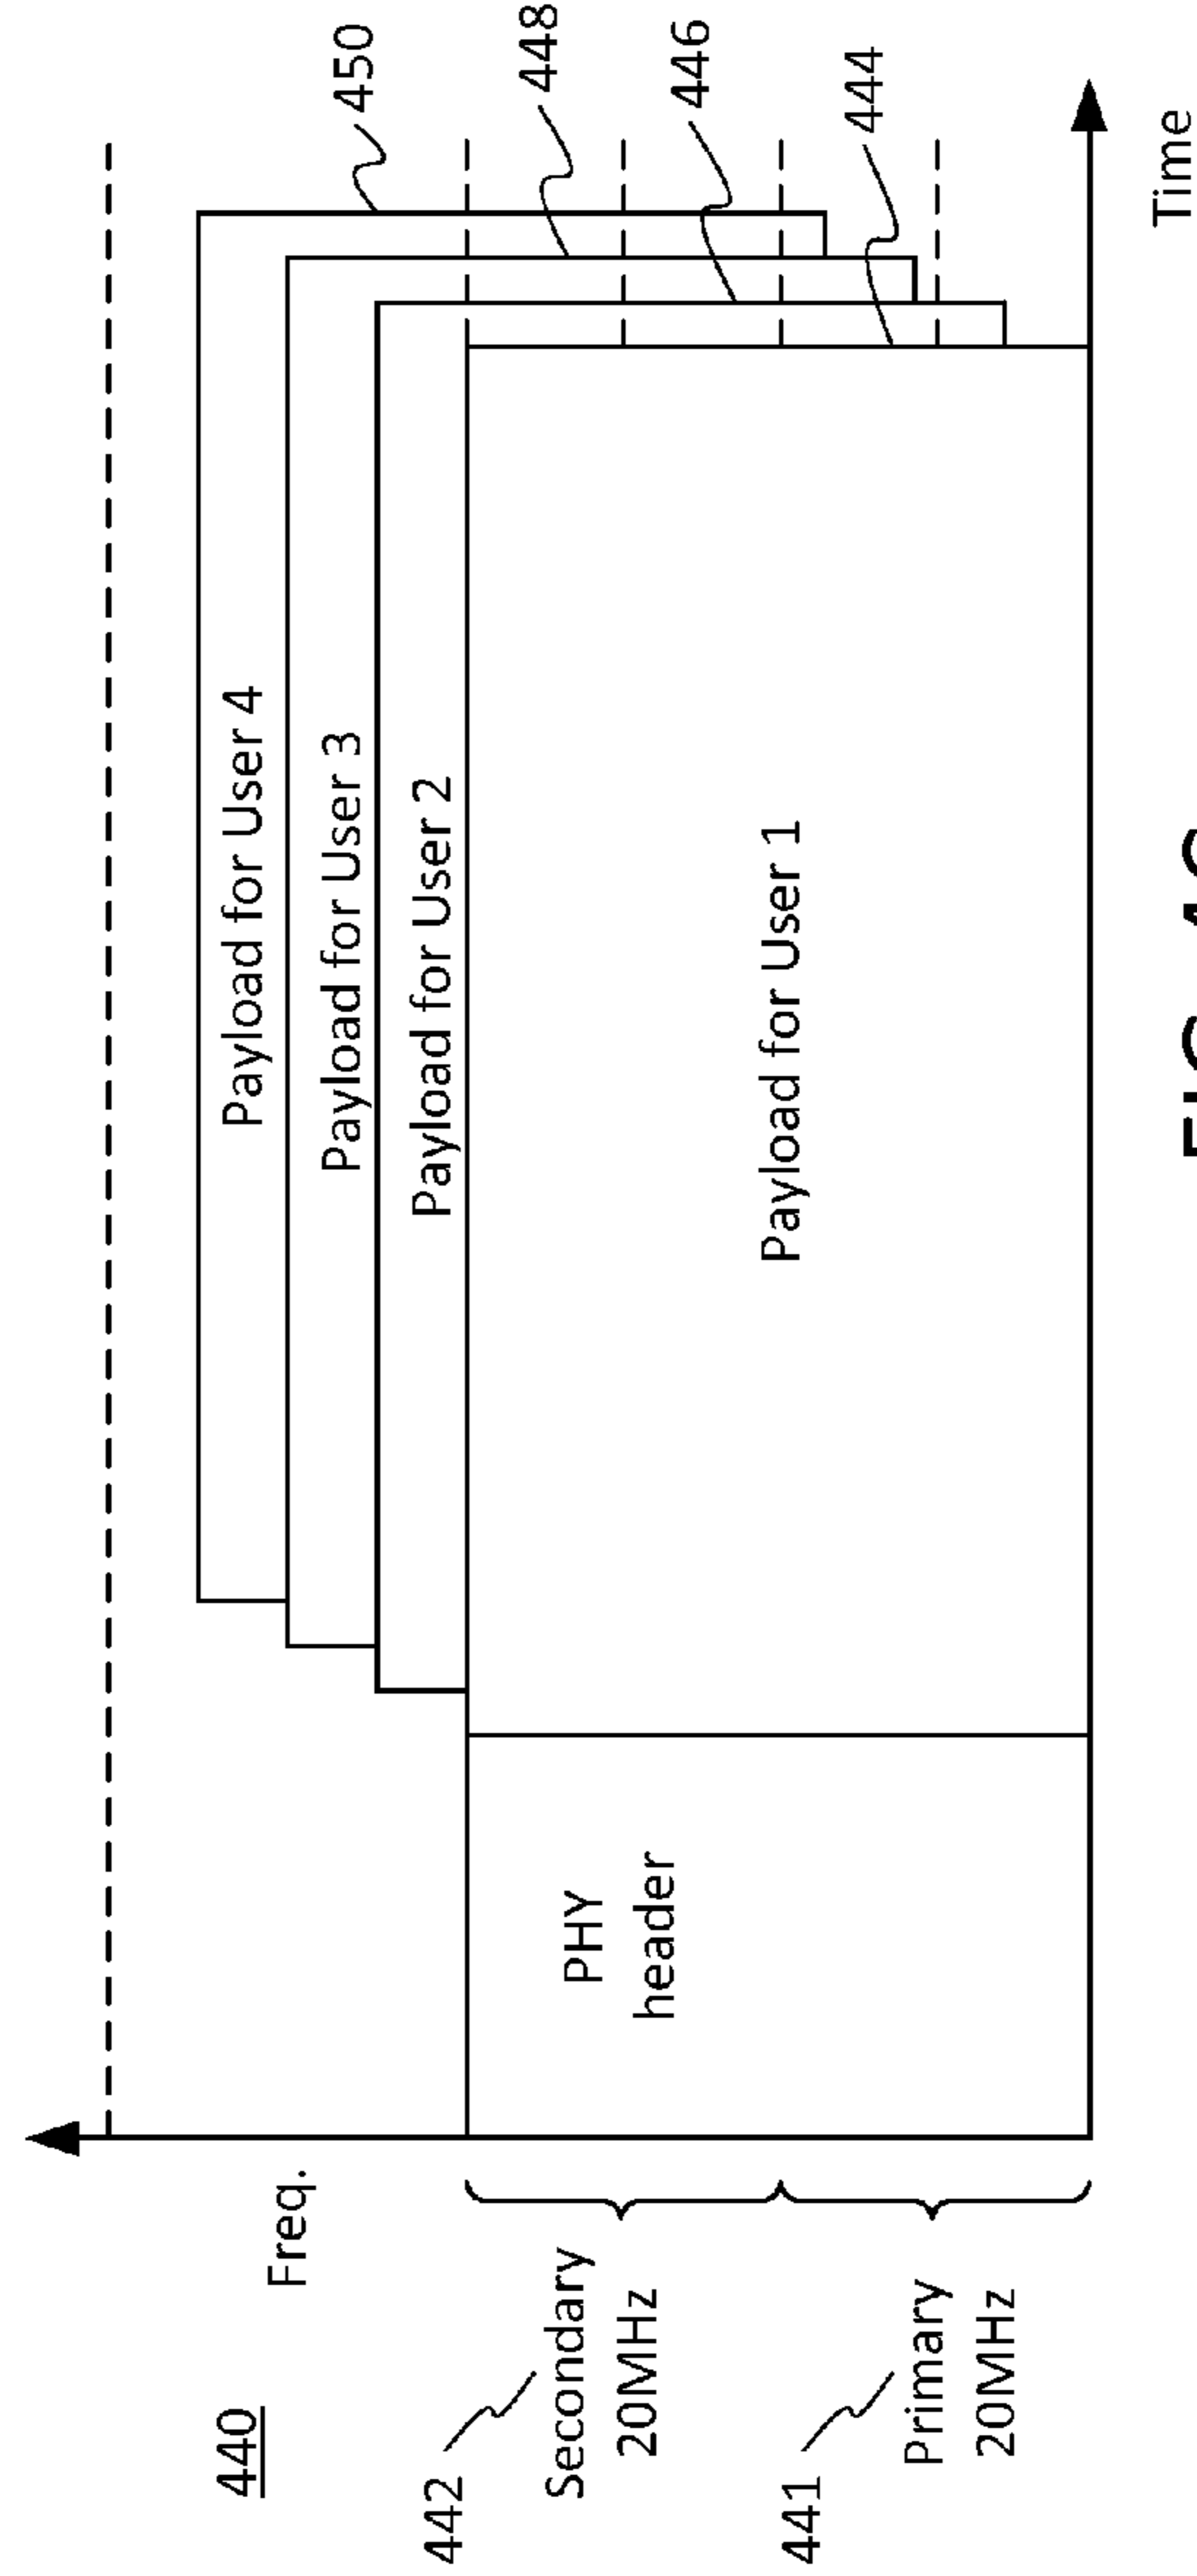 440
Freq.
450
448
446
444
Payload for User 4
Payload for User 3
Payload for User 2
Payload for User 1
PHY
header
442
Secondary
20MHz
441
Primary
20MHz
Time